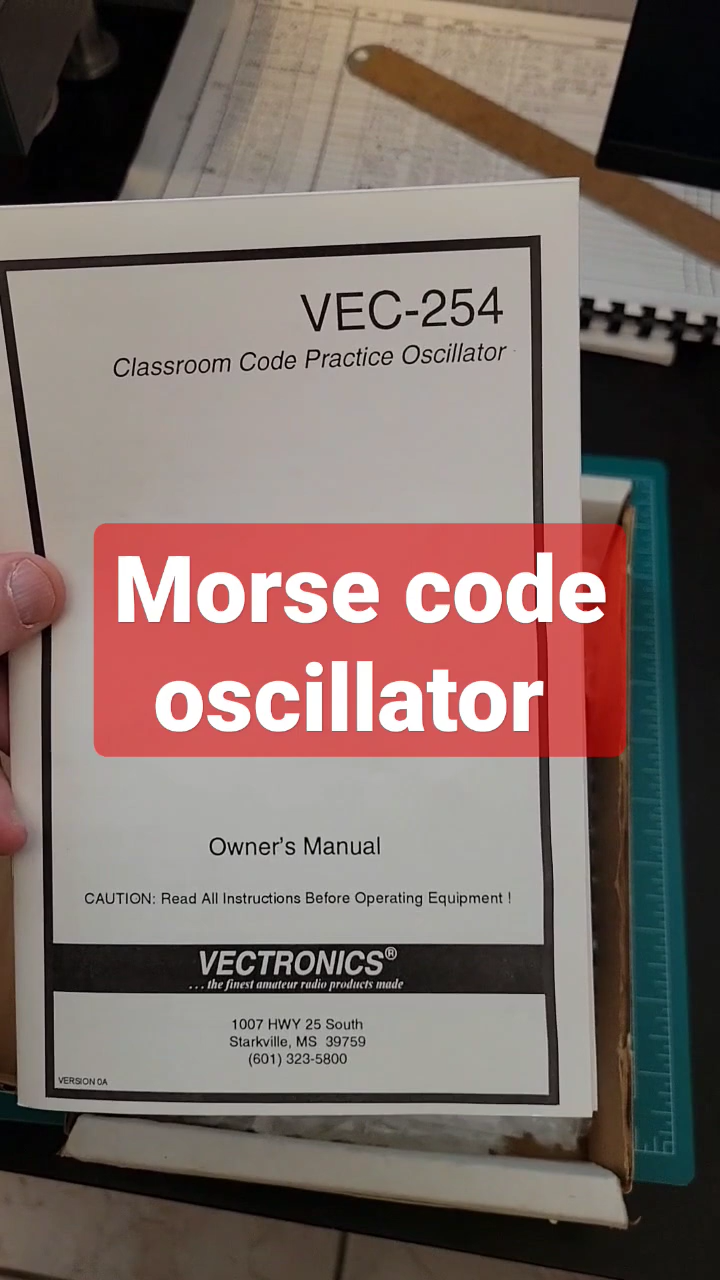 VEC-254
Classroom Code Practice Oscillator
Morse code
oscillator
Owner's Manual
CAUTION: Read All Instructions Before Operating Equipment !
VECTRONICS®
. . . the finest amateur radio products made
1007 HWY 25 South
Starkville, MS 39759
(601) 323-5800
VERSION 0A